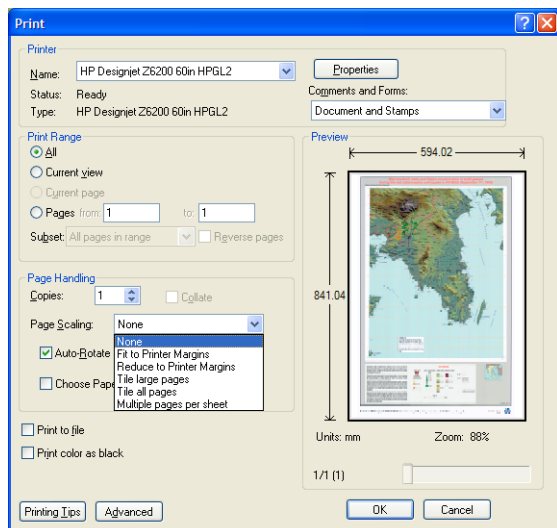 Print
Printer
Name: HP Designjet Z6200 60in HPGL2
Properties
Status: Ready
Type: HP Designjet Z6200 60in HPGL2
Comments and Forms:
Document and Stamps
Print Range
All
Current view
Current page
Pages from: 1 to: 1
Subset: All pages in range Reverse pages
Page Handling
Copies: 1 Collate
Page Scaling: None
None
Fit to Printer Margins
Reduce to Printer Margins
Tile large pages
Tile all pages
Multiple pages per sheet
Auto-Rotate
Choose Pape
Print to file
Print color as black
Preview
594.02
841.04
Units: mm Zoom: 88%
1/1 (1)
Printing Tips Advanced OK Cancel